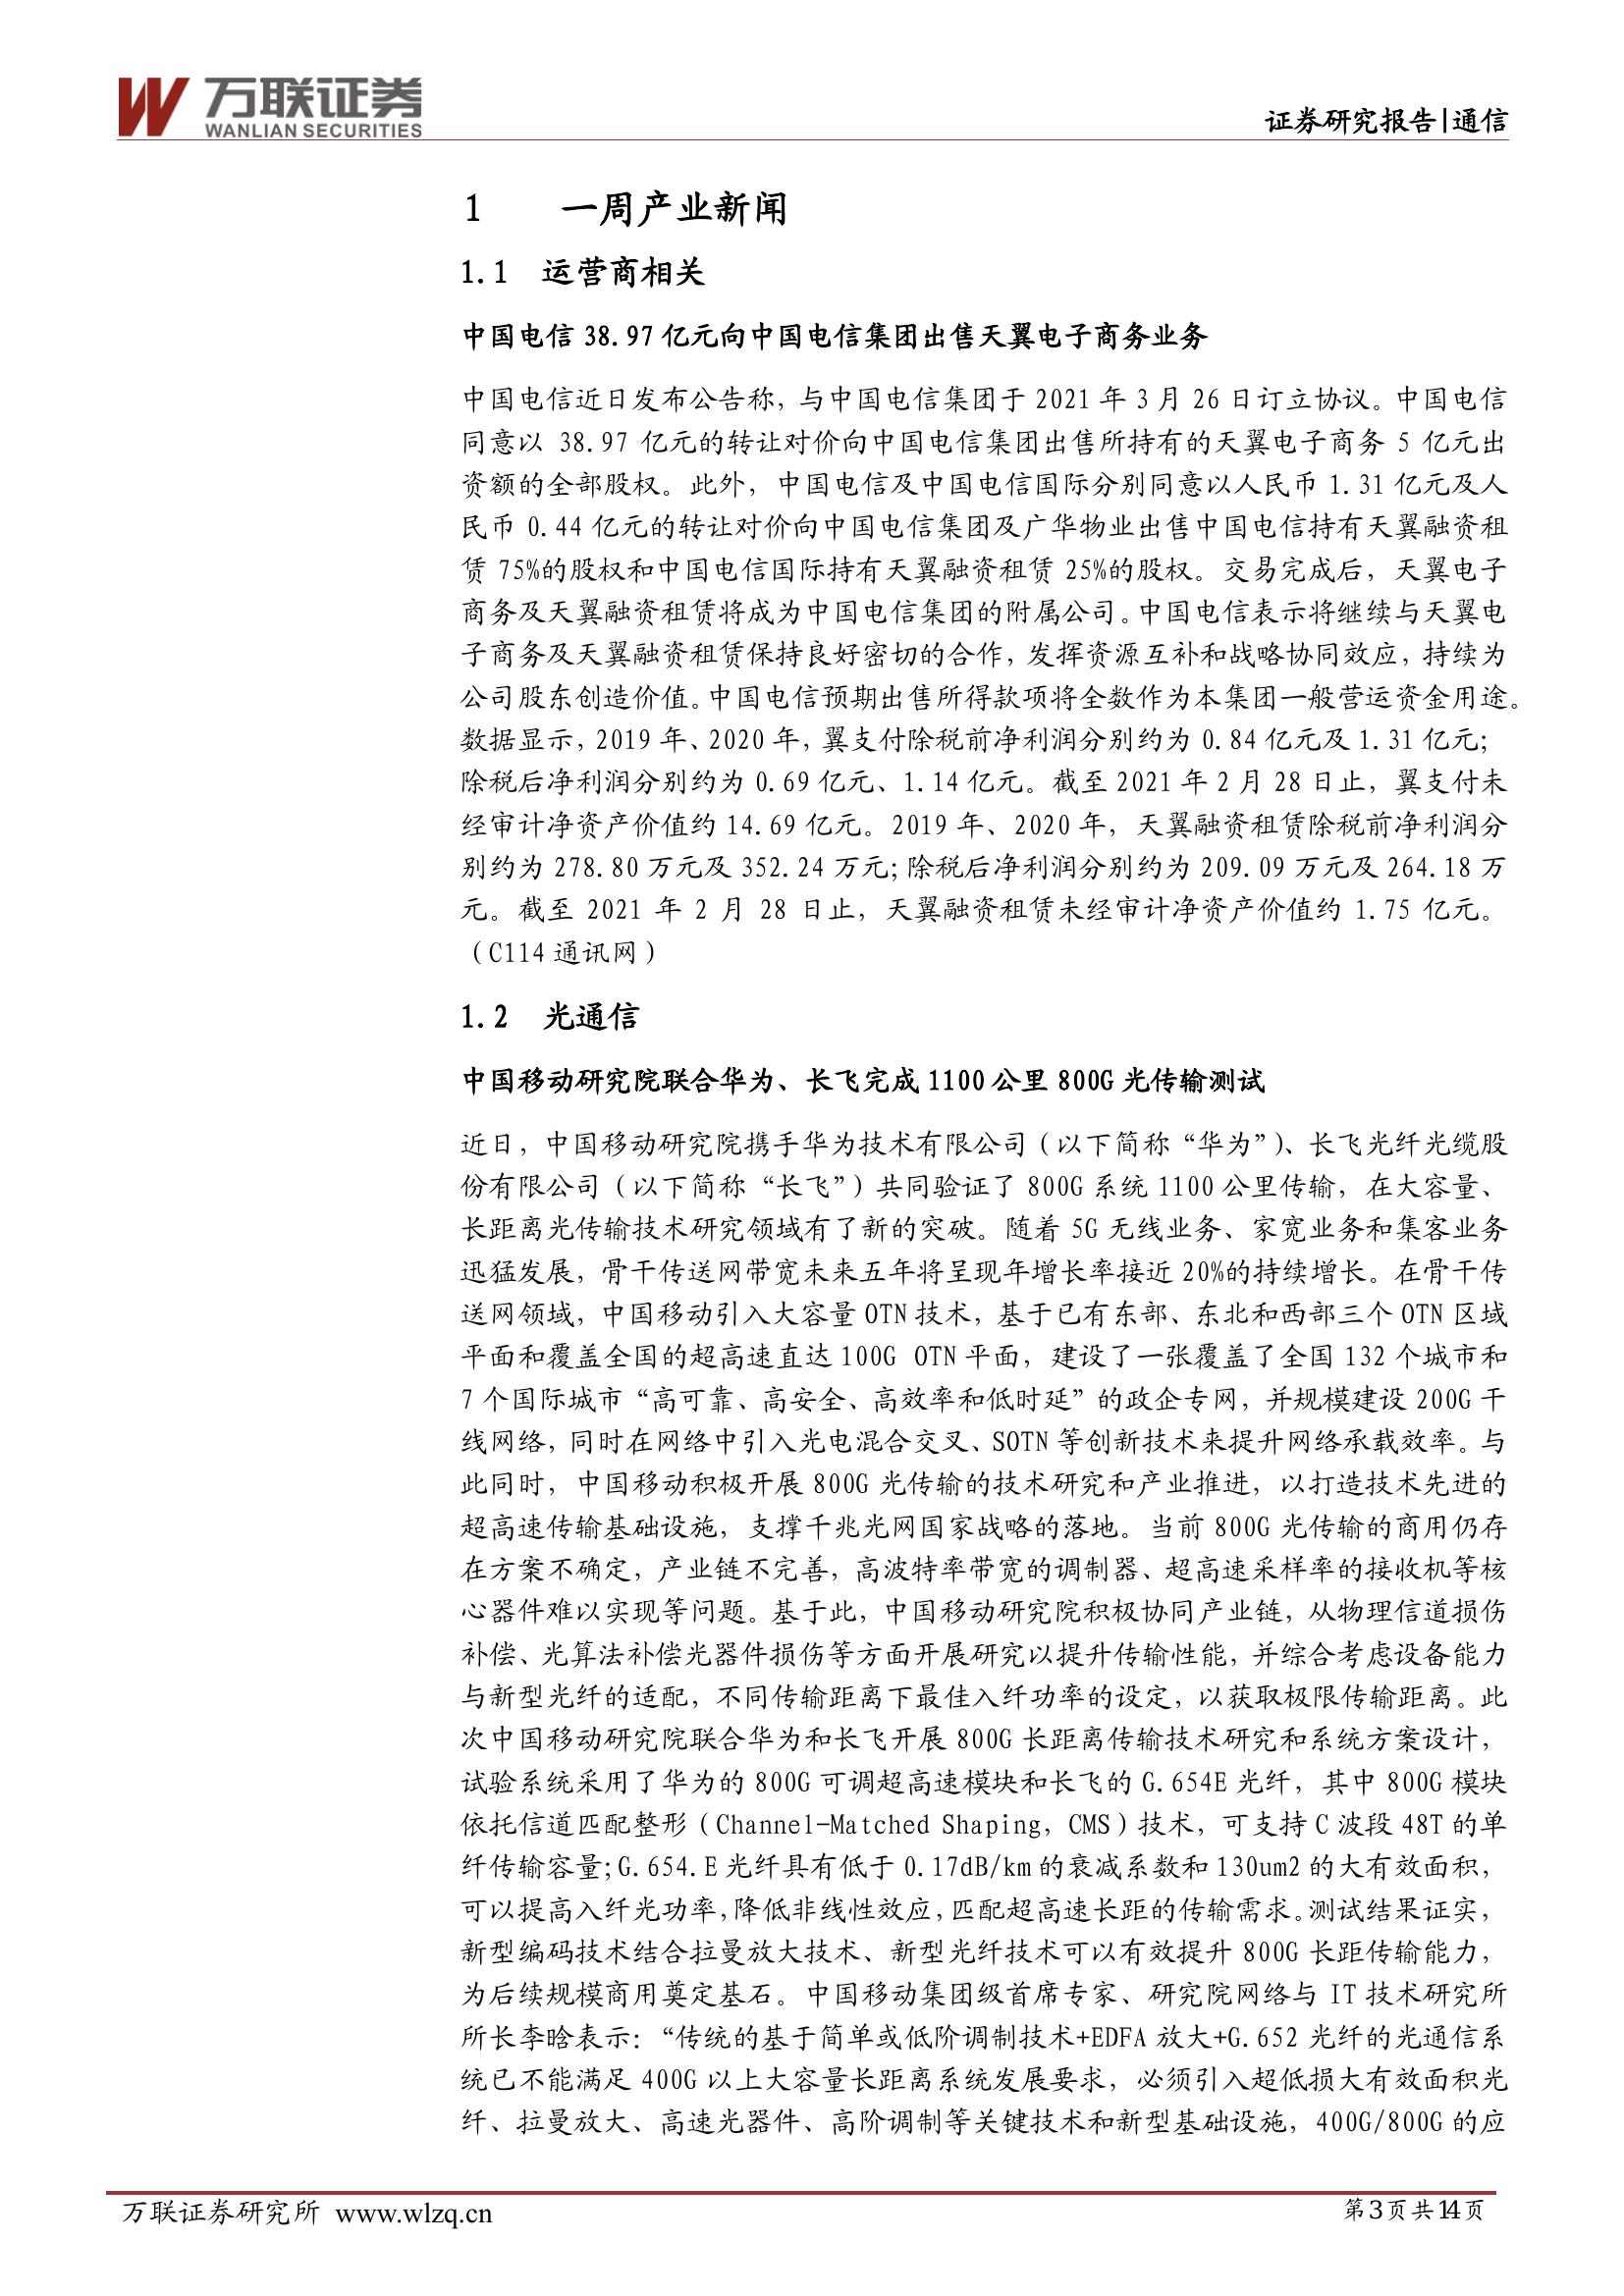 万联证券
WANLIAN SECURITIES
证券研究报告|通信
1 一周产业新闻
1.1 运营商相关
中国电信 38.97 亿元向中国电信集团出售天翼电子商务业务
中国电信近日发布公告称，与中国电信集团于 2021 年 3 月 26 日订立协议。中国电信
同意以 38.97 亿元的转让对价向中国电信集团出售所持有的天翼电子商务 5 亿元出
资额的全部股权。此外，中国电信及中国电信国际分别同意以人民币 1.31 亿元及人
民币 0.44 亿元的转让对价向中国电信集团及广华物业出售中国电信持有天翼融资租
赁 75%的股权和中国电信国际持有天翼融资租赁 25%的股权。交易完成后，天翼电子
商务及天翼融资租赁将成为中国电信集团的附属公司。中国电信表示将继续与天翼电
子商务及天翼融资租赁保持良好密切的合作，发挥资源互补和战略协同效应，持续为
公司股东创造价值。中国电信预期出售所得款项将全数作为本集团一般营运资金用途。
数据显示，2019 年、2020 年，翼支付除税前净利润分别约为 0.84 亿元及 1.31 亿元；
除税后净利润分别约为 0.69 亿元、1.14 亿元。截至 2021 年 2 月 28 日止，翼支付未
经审计净资产价值约 14.69 亿元。2019 年、2020 年，天翼融资租赁除税前净利润分
别约为 278.80 万元及 352.24 万元；除税后净利润分别约为 209.09 万元及 264.18 万
元。截至 2021 年 2 月 28 日止，天翼融资租赁未经审计净资产价值约 1.75 亿元。
（C114 通讯网）
1.2 光通信
中国移动研究院联合华为、长飞完成 1100 公里 800G 光传输测试
近日，中国移动研究院携手华为技术有限公司（以下简称“华为”）、长飞光纤光缆股
份有限公司（以下简称“长飞”）共同验证了 800G 系统 1100 公里传输，在大容量、
长距离光传输技术研究领域有了新的突破。随着 5G 无线业务、家宽业务和集客业务
迅猛发展，骨干传送网带宽未来五年将呈现年增长率接近 20%的持续增长。在骨干传
送网领域，中国移动引入大容量 OTN 技术，基于已有东部、东北和西部三个 OTN 区域
平面和覆盖全国的超高速直达 100G OTN 平面，建设了一张覆盖了全国 132 个城市和
7 个国际城市“高可靠、高安全、高效率和低时延”的政企专网，并规模建设 200G 干
线网络，同时在网络中引入光电混合交叉、SOTN 等创新技术来提升网络承载效率。与
此同时，中国移动积极开展 800G 光传输的技术研究和产业推进，以打造技术先进的
超高速传输基础设施，支撑千兆光网国家战略的落地。当前 800G 光传输的商用仍存
在方案不确定，产业链不完善，高波特率带宽的调制器、超高速采样率的接收机等核
心器件难以实现等问题。基于此，中国移动研究院积极协同产业链，从物理信道损伤
补偿、光算法补偿光器件损伤等方面开展研究以提升传输性能，并综合考虑设备能力
与新型光纤的适配，不同传输距离下最佳入纤功率的设定，以获取极限传输距离。此
次中国移动研究院联合华为和长飞开展 800G 长距离传输技术研究和系统方案设计，
试验系统采用了华为的 800G 可调超高速模块和长飞的 G.654E 光纤，其中 800G 模块
依托信道匹配整形（Channel-Matched Shaping，CMS）技术，可支持 C 波段 48T 的单
纤传输容量；G.654.E 光纤具有低于 0.17dB/km 的衰减系数和 130um2 的大有效面积，
可以提高入纤光功率，降低非线性效应，匹配超高速长距的传输需求。测试结果证实，
新型编码技术结合拉曼放大技术、新型光纤技术可以有效提升 800G 长距传输能力，
为后续规模商用奠定基石。中国移动集团级首席专家、研究院网络与 IT 技术研究所
所长李晗表示：“传统的基于简单或低阶调制技术+EDFA 放大+G.652 光纤的光通信系
统已不能满足 400G 以上大容量长距离系统发展要求，必须引入超低损大有效面积光
纤、拉曼放大、高速光器件、高阶调制等关键技术和新型基础设施，400G/800G 的应
万联证券研究所 www.wlzq.cn
第 3 页 共 14 页